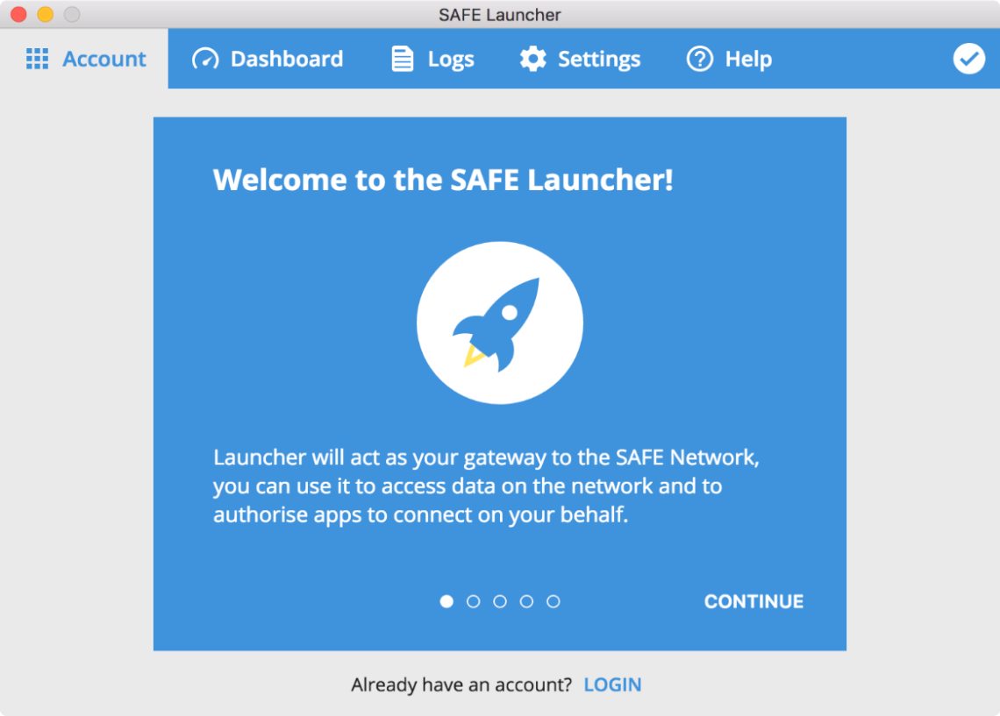 SAFE Launcher
Account
Dashboard
Logs
Settings
Help
Welcome to the SAFE Launcher!
Launcher will act as your gateway to the SAFE Network,
you can use it to access data on the network and to
authorise apps to connect on your behalf.
CONTINUE
Already have an account? LOGIN